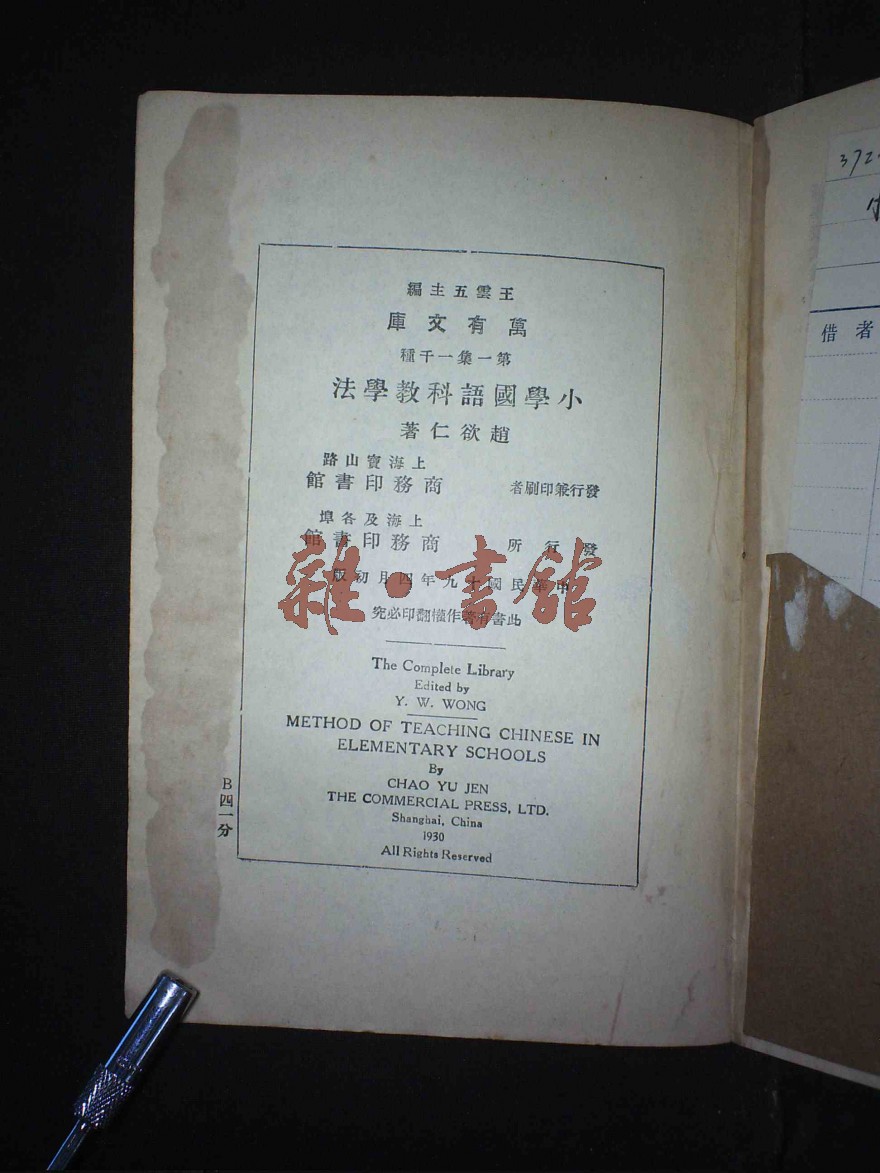 王雲五主編
萬有文庫
第一集一千種
小學國語科教學法
趙欲仁著
上海寶山路
發行兼印刷者 商務印書館
上海及各埠
發行所 商務印書館
中華民國十九年四月初版
此書有著作權翻印必究
The Complete Library
Edited by
Y. W. WONG
METHOD OF TEACHING CHINESE IN
ELEMENTARY SCHOOLS
By
CHAO YU JEN
THE COMMERCIAL PRESS, LTD.
Shanghai, China
1930
All Rights Reserved
B四一分
雜·書館
372
借者